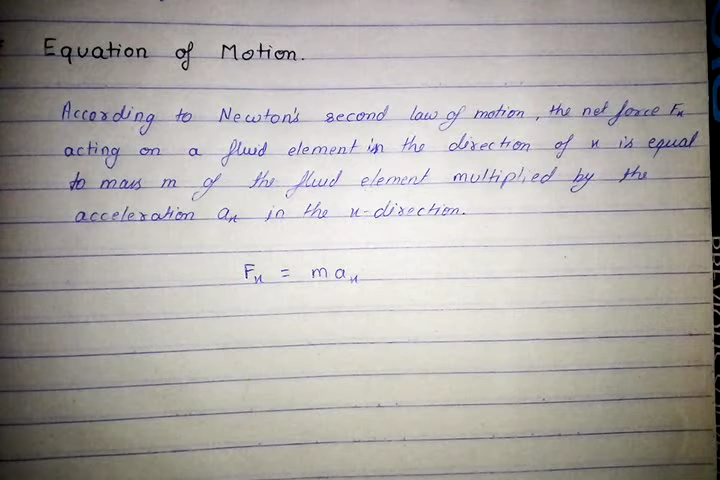 Equation of Motion.
According to Newton's second law of motion, the net force Fx
acting on a fluid element in the direction of x is equal
to mass m of the fluid element multiplied by the
acceleration ax in the x-direction.
Fx = max